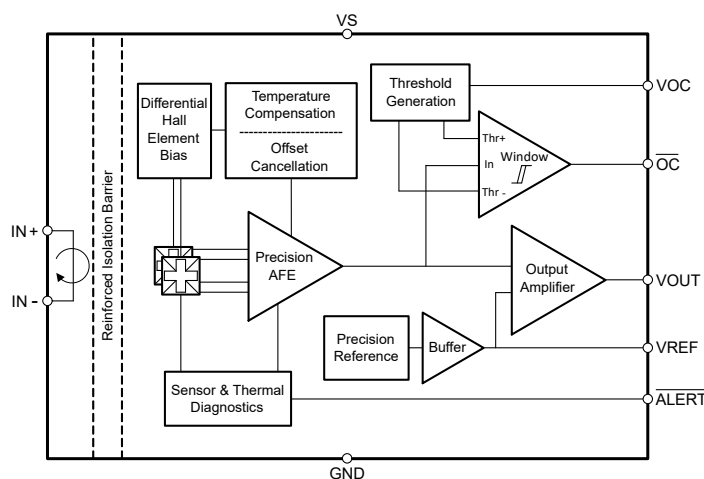 VS
Differential
Hall
Element
Bias
Temperature
Compensation
Offset
Cancellation
Threshold
Generation
VOC
Thr+
In
Window
Thr -
OC
IN+
IN-
Reinforced Isolation Barrier
Precision
AFE
Output
Amplifier
VOUT
Precision
Reference
Buffer
VREF
Sensor & Thermal
Diagnostics
ALERT
GND